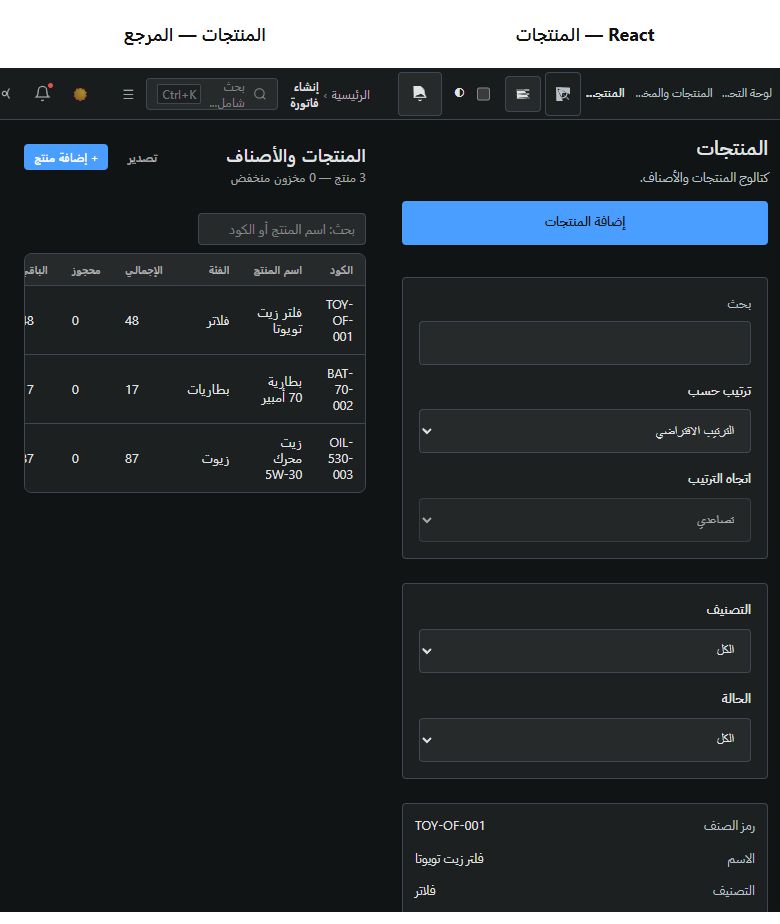 React — المنتجات
لوحة التح... المنتجات والمخـ... المنتجـ...
المنتجات
كتالوج المنتجات والأصناف.
إضافة المنتجات
بحث
ترتيب حسب
الترتيب الافتراضي
اتجاه الترتيب
تصاعدي
التصنيف
الكل
الحالة
الكل
رمز الصنف TOY-OF-001
الاسم فلتر زيت تويوتا
التصنيف فلاتر
المنتجات — المرجع
الرئيسية › إنشاء فاتورة
بحث شامل... Ctrl+K
المنتجات والأصناف
تصدير
+ إضافة منتج
3 منتج — 0 مخزون منخفض
بحث: اسم المنتج أو الكود
الكود اسم المنتج الفئة الإجمالي محجوز
TOY-OF-001 فلتر زيت تويوتا فلاتر 48 0
BAT-70-002 بطارية 70 أمبير بطاريات 17 0
OIL-530-003 زيت محرك 5W-30 زيوت 87 0